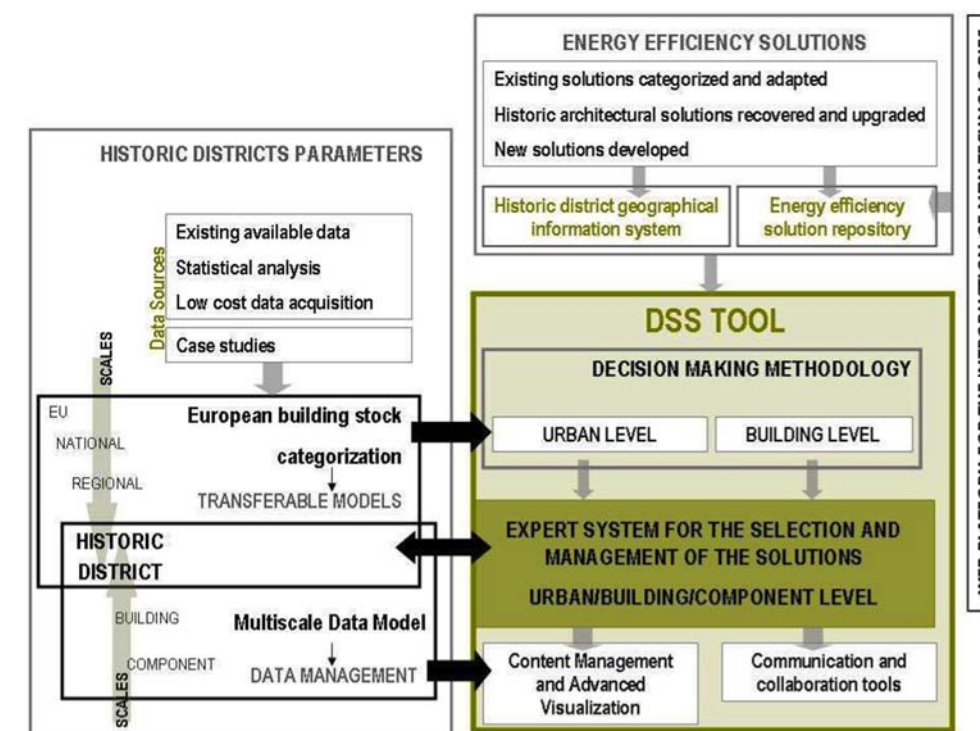 ENERGY EFFICIENCY SOLUTIONS
Existing solutions categorized and adapted
Historic architectural solutions recovered and upgraded
New solutions developed
Historic district geographical
information system
Energy efficiency
solution repository
HISTORIC DISTRICTS PARAMETERS
Data Sources
Existing available data
Statistical analysis
Low cost data acquisition
Case studies
SCALES
EU
NATIONAL
REGIONAL
European building stock
categorization
TRANSFERABLE MODELS
HISTORIC
DISTRICT
BUILDING
COMPONENT
SCALES
Multiscale Data Model
DATA MANAGEMENT
DSS TOOL
DECISION MAKING METHODOLOGY
URBAN LEVEL
BUILDING LEVEL
EXPERT SYSTEM FOR THE SELECTION AND
MANAGEMENT OF THE SOLUTIONS
URBAN/BUILDING/COMPONENT LEVEL
Content Management
and Advanced
Visualization
Communication and
collaboration tools